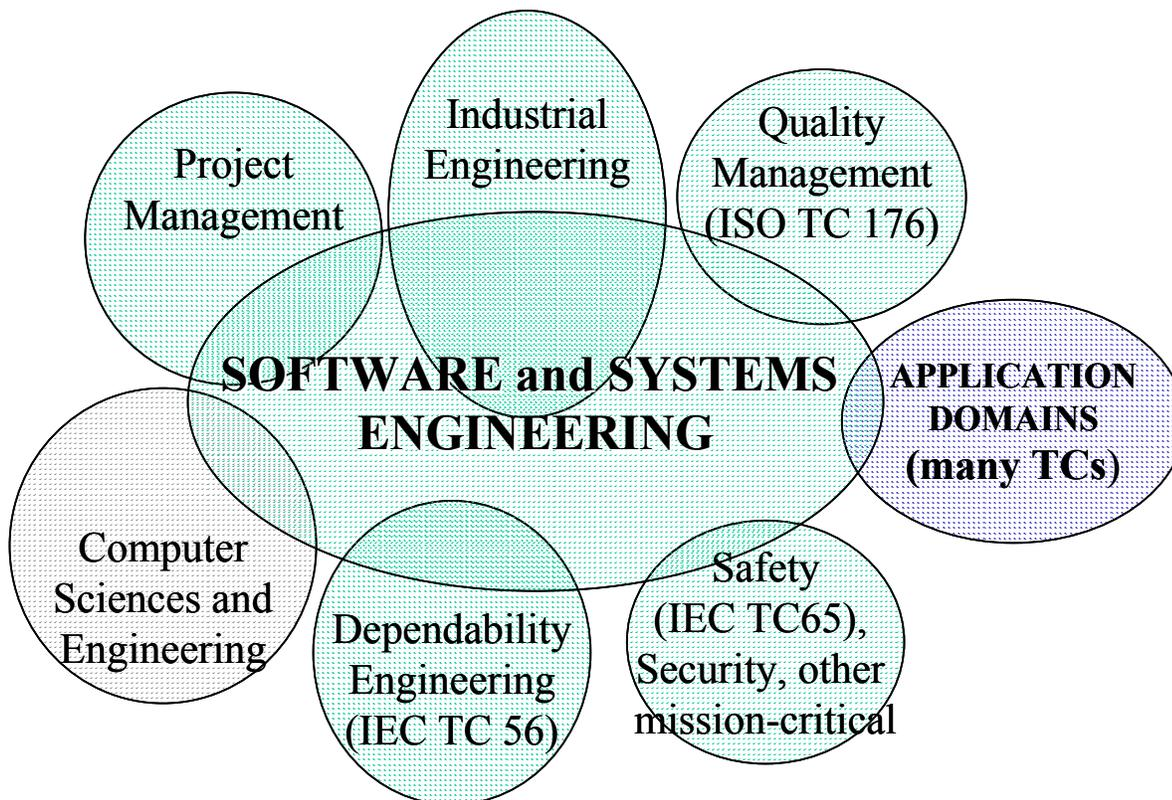 Industrial
Engineering
Quality
Management
(ISO TC 176)
Project
Management
SOFTWARE and SYSTEMS
ENGINEERING
APPLICATION
DOMAINS
(many TCs)
Computer
Sciences and
Engineering
Dependability
Engineering
(IEC TC 56)
Safety
(IEC TC65),
Security, other
mission-critical